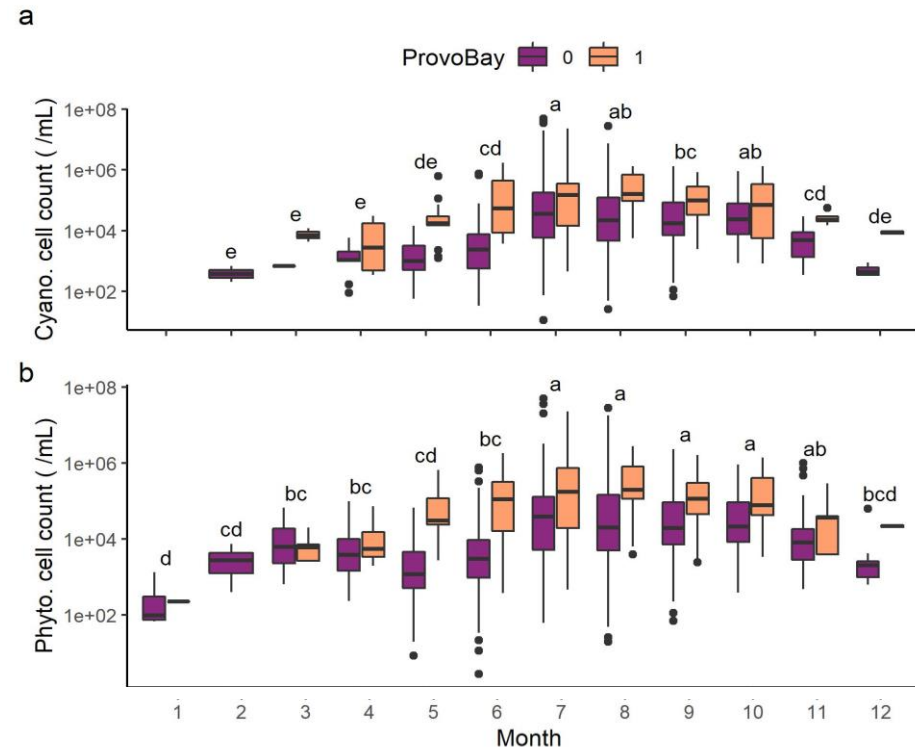 a
ProvoBay 0 1
Cyano. cell count ( /mL)
1e+08
1e+06
1e+04
1e+02
e e e de cd a ab bc ab cd de
b
Phyto. cell count ( /mL)
1e+08
1e+06
1e+04
1e+02
d cd bc bc cd bc a a a a ab bcd
1 2 3 4 5 6 7 8 9 10 11 12
Month